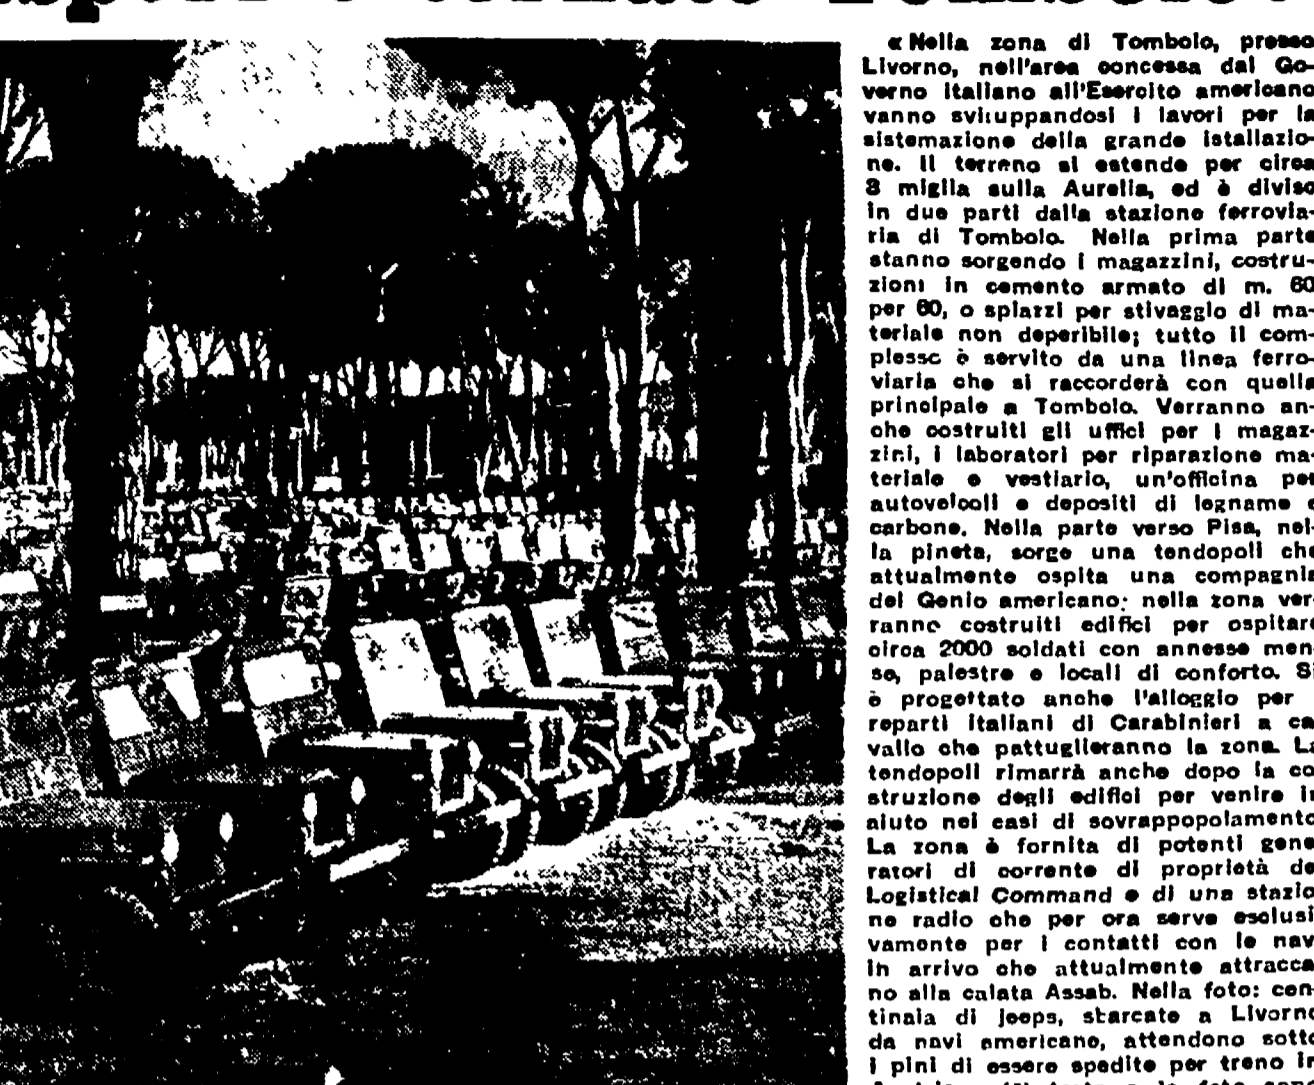 « Nella zona di Tombolo, presso
Livorno, nell'area concessa dal Go-
verno italiano all'Esercito americano
vanno sviluppandosi i lavori per la
sistemazione della grande istallazio-
ne. Il terreno si estende per circa
8 miglia sulla Aurelia, ed è diviso
in due parti dalla stazione ferrovia-
ria di Tombolo. Nella prima parte
stanno sorgendo i magazzini, costru-
zioni in cemento armato di m. 60
per 60, o spiazzi per stivaggio di ma-
teriale non deperibile; tutto il com-
plesso è servito da una linea ferro-
viaria che si raccorderà con quella
principale a Tombolo. Verranno an-
che costruiti gli uffici per i magaz-
zini, i laboratori per riparazione ma-
teriale e vestiario, un'officina per
autoveicoli e depositi di legname e
carbone. Nella parte verso Pisa, nel-
la pineta, sorge una tendopoli che
attualmente ospita una compagnia
del Genio americano; nella zona ver-
ranno costruiti edifici per ospitare
circa 2000 soldati con annesse men-
se, palestre e locali di conforto. Si
è progettato anche l'alloggio per
reparti italiani di Carabinieri a ca
vallo che pattuglieranno la zona. La
tendopoli rimarrà anche dopo la co
struzione degli edifici per venire in
aiuto nei casi di sovrappopolamento
La zona è fornita di potenti gene
ratori di corrente di proprietà de
Logistical Command e di una stazio
ne radio che per ora serve esclusi
vamente per i contatti con le nav
in arrivo che attualmente attracca
no alla calata Assab. Nella foto: cen-
tinaia di jeeps, starcate a Livorno
da navi americane, attendono sotto
i pini di essere spedite per treno in